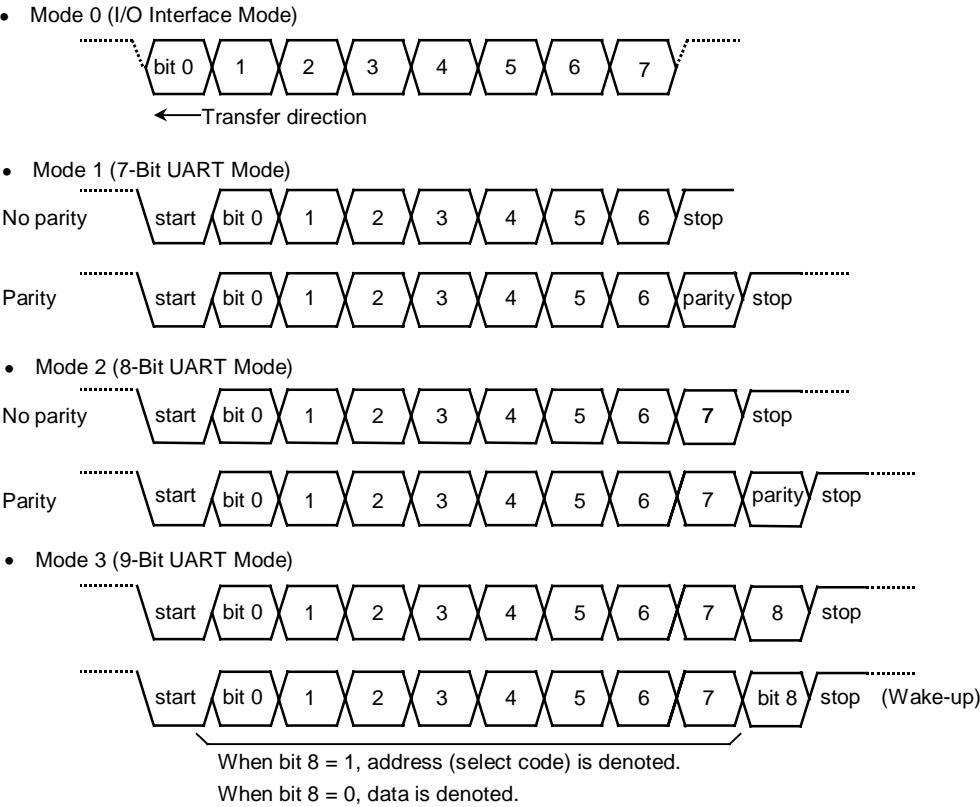 • Mode 0 (I/O Interface Mode)
bit 0 1 2 3 4 5 6 7
Transfer direction
• Mode 1 (7-Bit UART Mode)
No parity start bit 0 1 2 3 4 5 6 stop
Parity start bit 0 1 2 3 4 5 6 parity stop
• Mode 2 (8-Bit UART Mode)
No parity start bit 0 1 2 3 4 5 6 7 stop
Parity start bit 0 1 2 3 4 5 6 7 parity stop
• Mode 3 (9-Bit UART Mode)
start bit 0 1 2 3 4 5 6 7 8 stop
start bit 0 1 2 3 4 5 6 7 bit 8 stop (Wake-up)
When bit 8 = 1, address (select code) is denoted.
When bit 8 = 0, data is denoted.